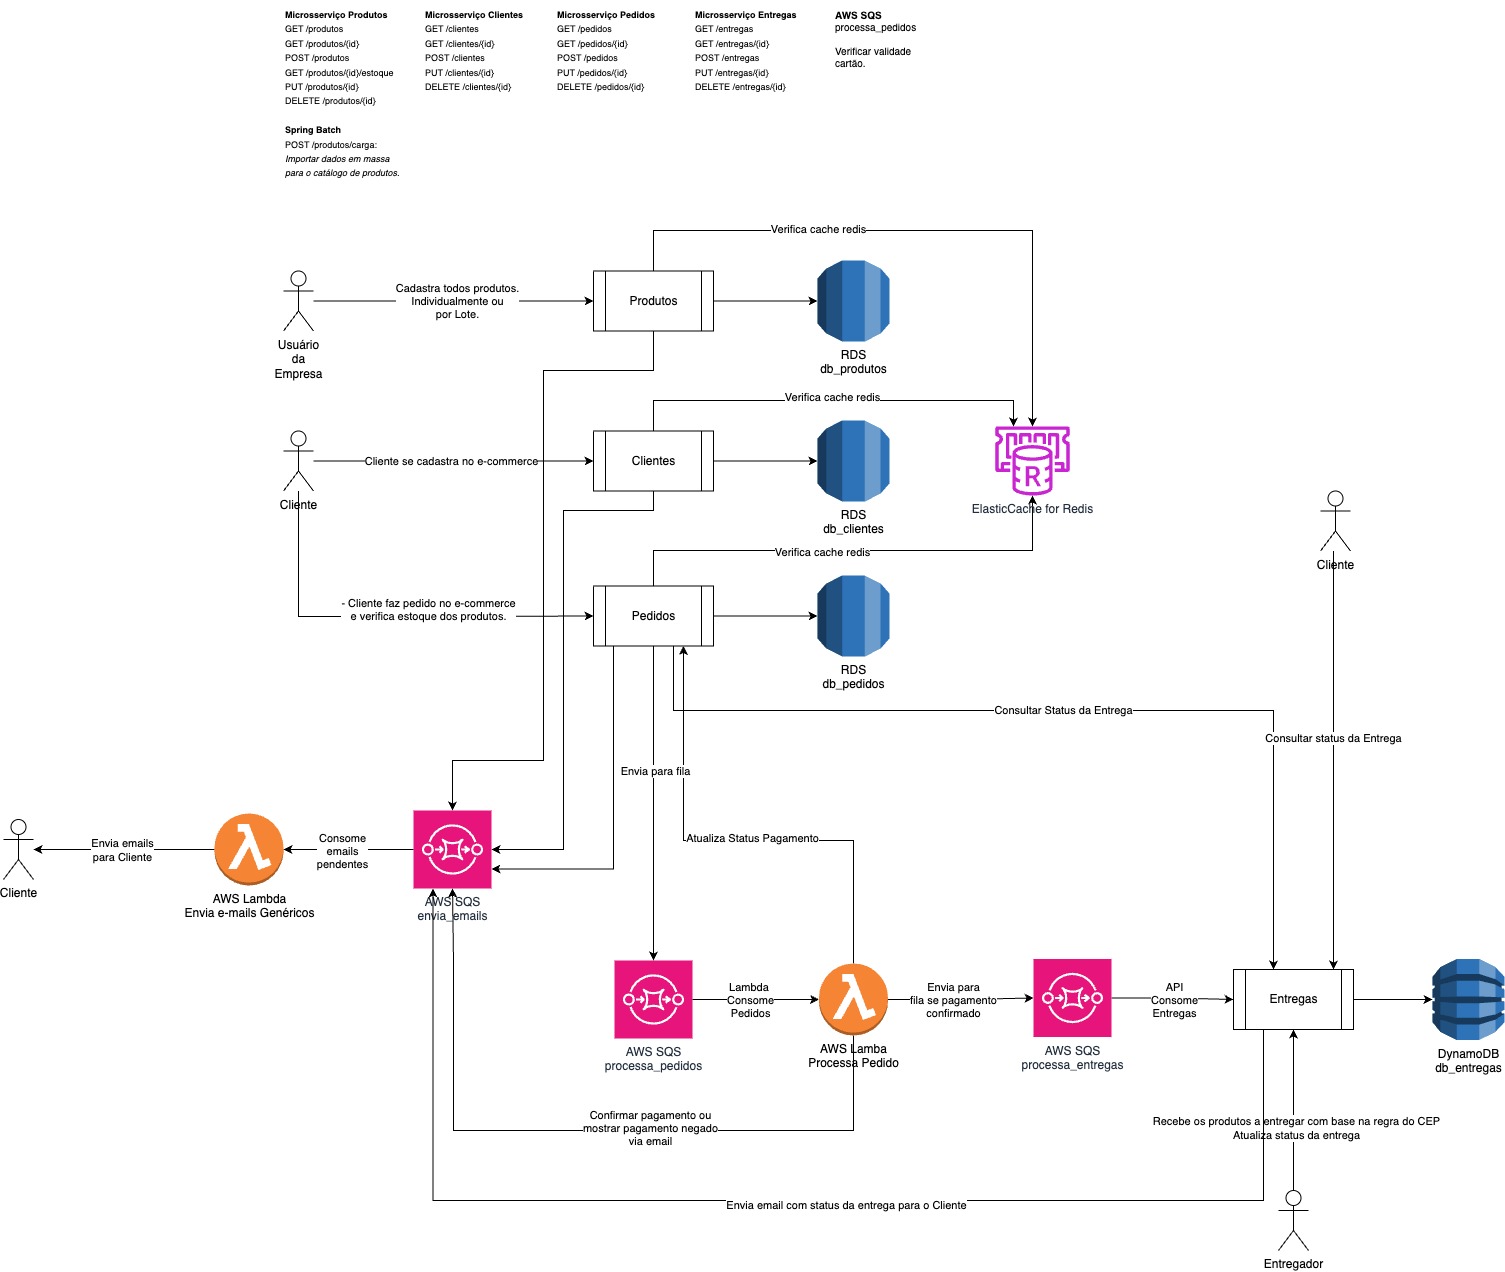 Microsserviço Produtos
GET /produtos
GET /produtos/{id}
POST /produtos
GET /produtos/{id}/estoque
PUT /produtos/{id}
DELETE /produtos/{id}
Spring Batch
POST /produtos/carga:
Importar dados em massa
para o catálogo de produtos.
Microsserviço Clientes
GET /clientes
GET /clientes/{id}
POST /clientes
PUT /clientes/{id}
DELETE /clientes/{id}
Microsserviço Pedidos
GET /pedidos
GET /pedidos/{id}
POST /pedidos
PUT /pedidos/{id}
DELETE /pedidos/{id}
Microsserviço Entregas
GET /entregas
GET /entregas/{id}
POST /entregas
PUT /entregas/{id}
DELETE /entregas/{id}
AWS SQS
processa_pedidos
Verificar validade
cartão.
Verifica cache redis
Cadastra todos produtos.
Individualmente ou
por Lote.
Produtos
Usuário
da
Empresa
RDS
db_produtos
Verifica cache redis
Cliente se cadastra no e-commerce
Clientes
Cliente
RDS
db_clientes
ElasticCache for Redis
Verifica cache redis
Cliente
- Cliente faz pedido no e-commerce
e verifica estoque dos produtos.
Pedidos
RDS
db_pedidos
Consultar Status da Entrega
Consultar status da Entrega
Envia para fila
Atualiza Status Pagamento
Envia emails
para Cliente
Consome
emails
pendentes
Cliente
AWS Lambda
Envia e-mails Genéricos
AWS SQS
envia_emails
Lambda
Consome
Pedidos
Envia para
fila se pagamento
confirmado
API
Consome
Entregas
Entregas
AWS SQS
processa_pedidos
AWS Lamba
Processa Pedido
AWS SQS
processa_entregas
DynamoDB
db_entregas
Confirmar pagamento ou
mostrar pagamento negado
via email
Recebe os produtos a entregar com base na regra do CEP
Atualiza status da entrega
Envia email com status da entrega para o Cliente
Entregador